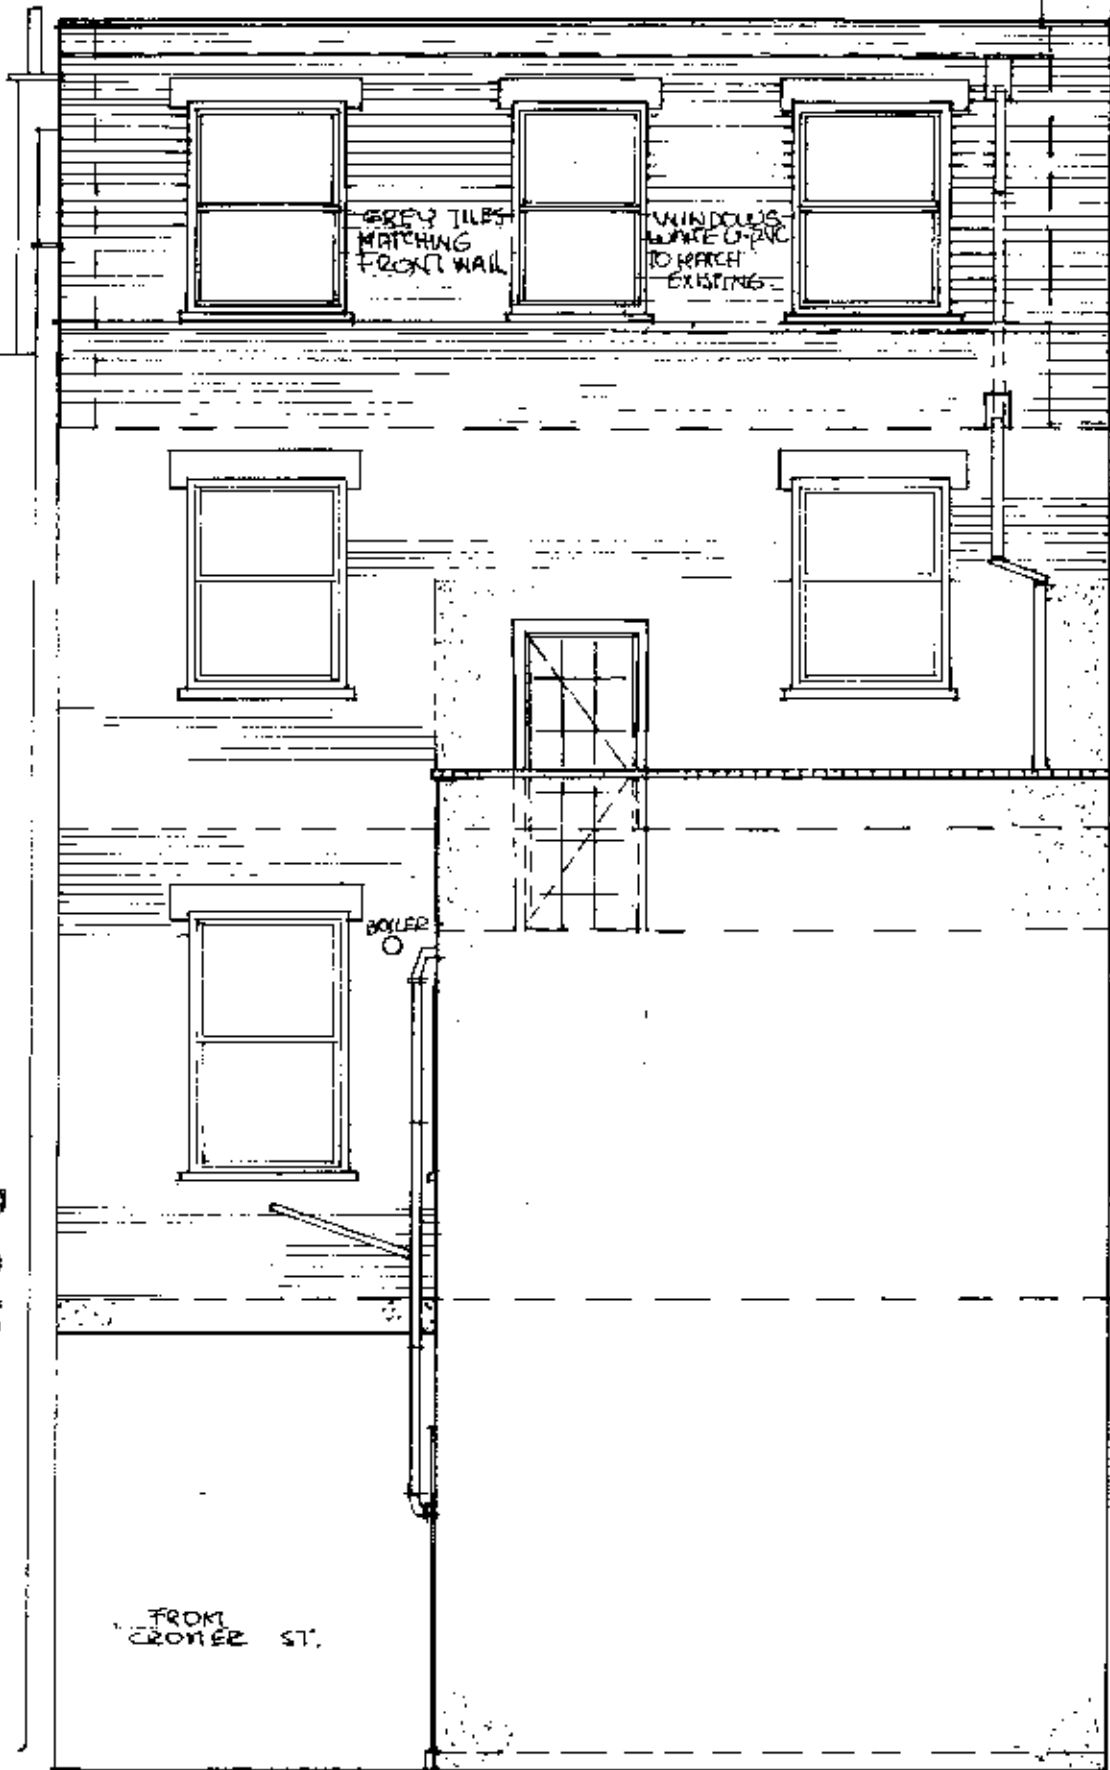 GREY TILES
MATCHING
FRONT WALL
WINDOWS
WHITE U-PVC
TO MATCH
EXISTING
BOILER
FROM
CROMER ST.